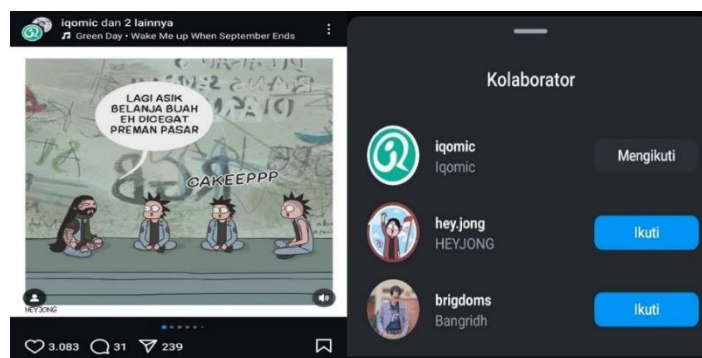 iqomic dan 2 lainnya
Green Day • Wake Me up When September Ends
LAGI ASIK
BELANJA BUAH
EH DICEGAT
PREMAN PASAR
CAKEEPPP
HEYJONG
3.083
31
239
Kolaborator
iqomic
Iqomic
Mengikuti
hey.jong
HEYJONG
Ikuti
brigdoms
Bangridh
Ikuti